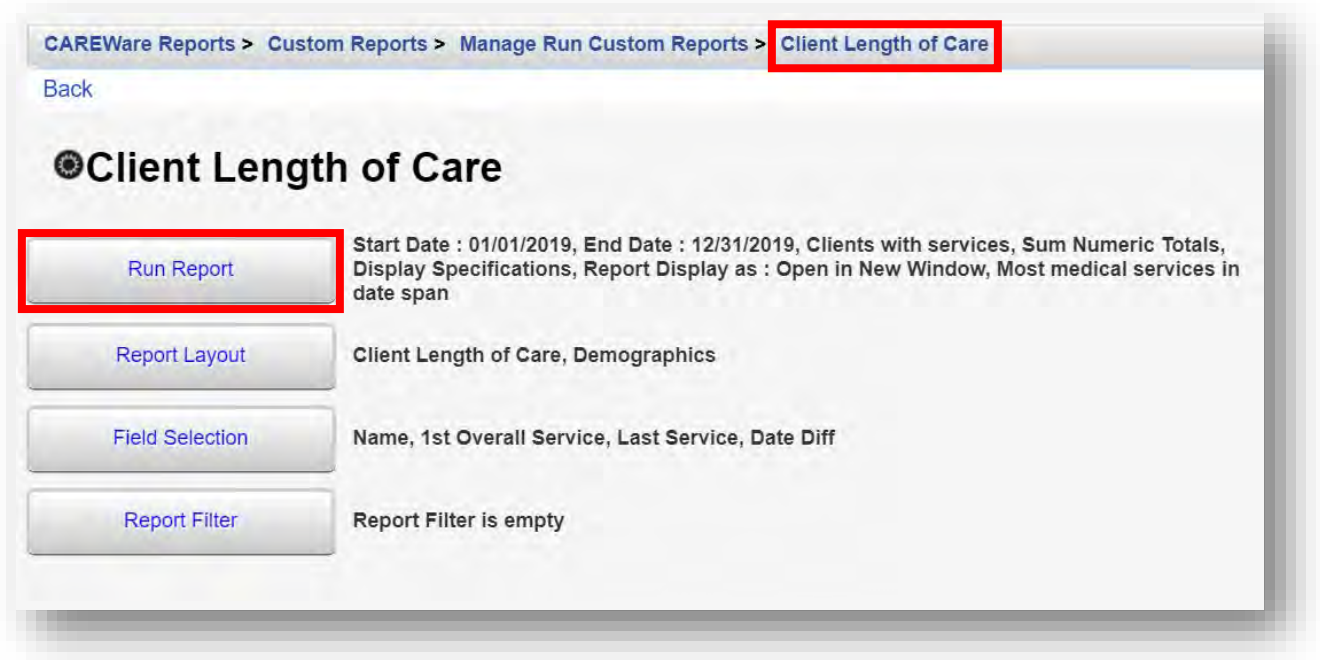 CAREWare Reports > Custom Reports > Manage Run Custom Reports > Client Length of Care
Back
Client Length of Care
Run Report
Start Date : 01/01/2019, End Date : 12/31/2019, Clients with services, Sum Numeric Totals,
Display Specifications, Report Display as : Open in New Window, Most medical services in
date span
Report Layout
Client Length of Care, Demographics
Field Selection
Name, 1st Overall Service, Last Service, Date Diff
Report Filter
Report Filter is empty